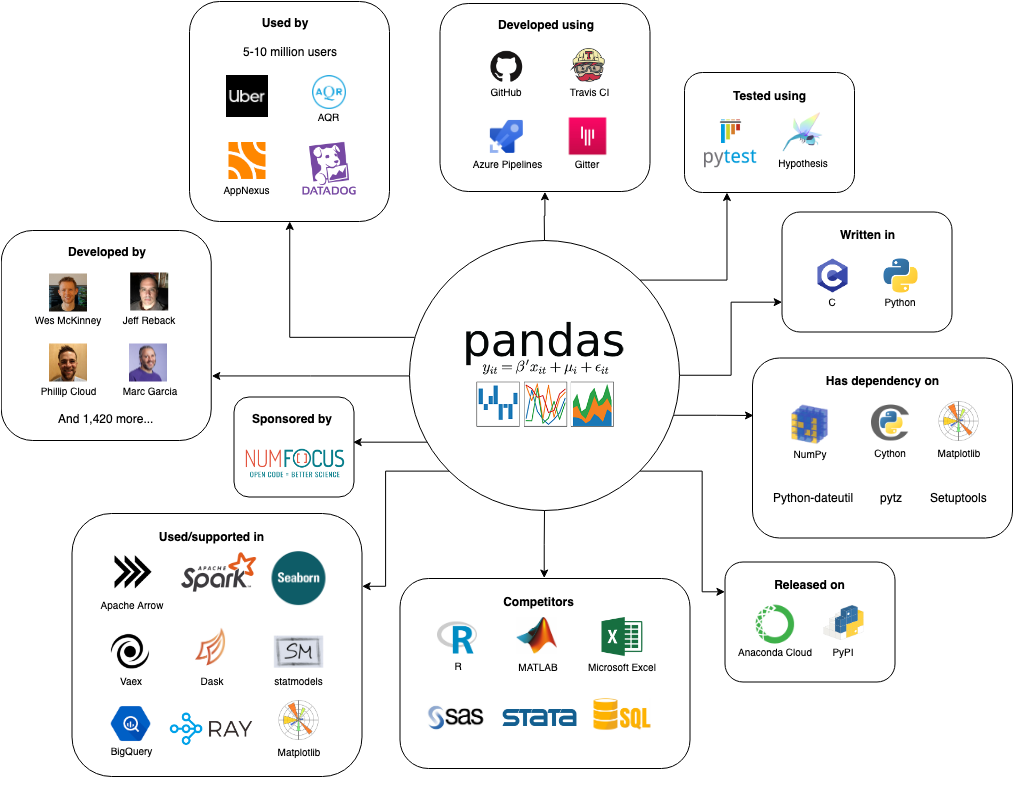 Used by
5-10 million users
Uber
AQR
AQR
AppNexus
DATADOG
Developed using
GitHub
Travis CI
Azure Pipelines
Gitter
Tested using
pytest
Hypothesis
Written in
C
C
Python
Developed by
Wes McKinney
Jeff Reback
Phillip Cloud
Marc Garcia
And 1,420 more...
pandas
y_{it} = β'x_{it} + μ_i + ϵ_{it}
Sponsored by
NUMFOCUS
OPEN CODE = BETTER SCIENCE
Has dependency on
NumPy
Cython
Matplotlib
Python-dateutil
pytz
Setuptools
Used/supported in
Apache Arrow
APACHE
Spark
Seaborn
Vaex
Dask
SM
statmodels
BigQuery
RAY
Matplotlib
Competitors
R
R
MATLAB
X
Microsoft Excel
sas
STATA
SQL
Released on
Anaconda Cloud
PyPI